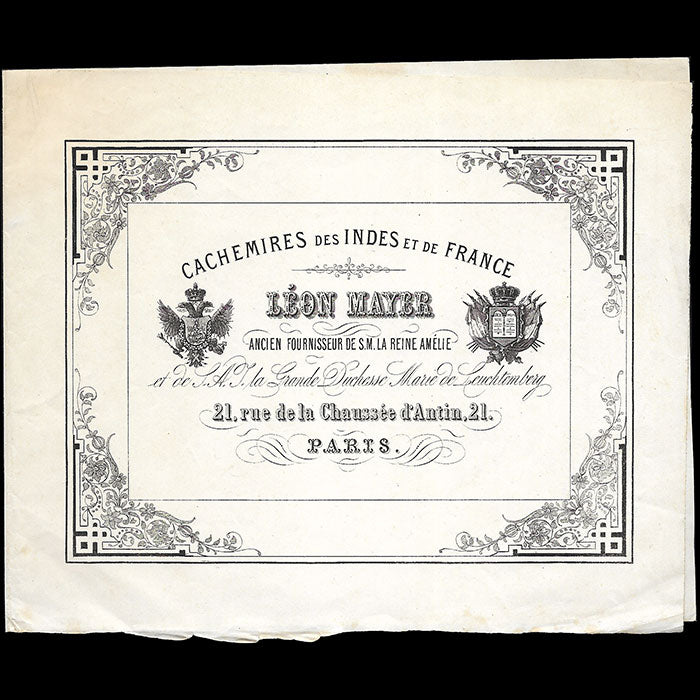 CACHEMIRES DES INDES ET DE FRANCE
LÉON MAYER
ANCIEN FOURNISSEUR DE S.M. LA REINE AMÉLIE
et de S.A.I. la Grande Duchesse Marie de Leuchtemberg
21, rue de la Chaussée d'Antin, 21.
PARIS.